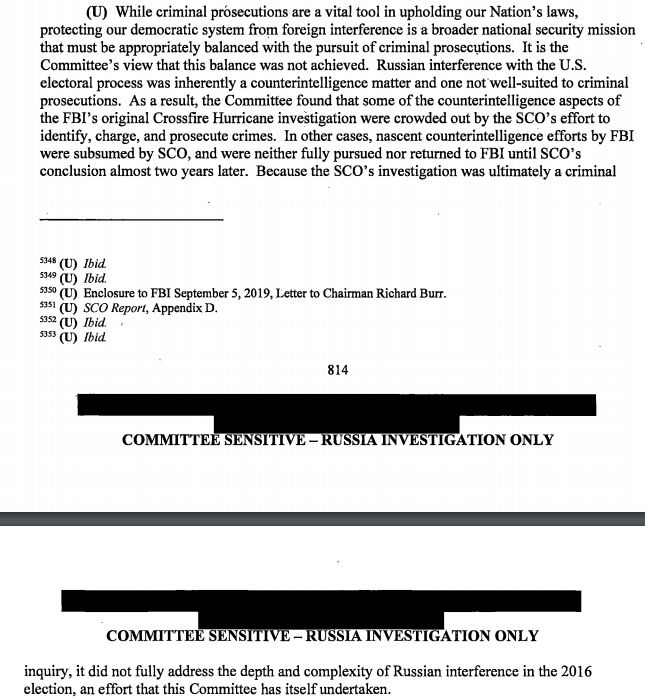 (U) While criminal prosecutions are a vital tool in upholding our Nation's laws,
protecting our democratic system from foreign interference is a broader national security mission
that must be appropriately balanced with the pursuit of criminal prosecutions. It is the
Committee's view that this balance was not achieved. Russian interference with the U.S.
electoral process was inherently a counterintelligence matter and one not well-suited to criminal
prosecutions. As a result, the Committee found that some of the counterintelligence aspects of
the FBI's original Crossfire Hurricane investigation were crowded out by the SCO's effort to
identify, charge, and prosecute crimes. In other cases, nascent counterintelligence efforts by FBI
were subsumed by SCO, and were neither fully pursued nor returned to FBI until SCO's
conclusion almost two years later. Because the SCO's investigation was ultimately a criminal
5348 (U) Ibid.
5349 (U) Ibid.
5350 (U) Enclosure to FBI September 5, 2019, Letter to Chairman Richard Burr.
5351 (U) SCO Report, Appendix D.
5352 (U) Ibid.
5353 (U) Ibid.
814
COMMITTEE SENSITIVE – RUSSIA INVESTIGATION ONLY
COMMITTEE SENSITIVE – RUSSIA INVESTIGATION ONLY
inquiry, it did not fully address the depth and complexity of Russian interference in the 2016
election, an effort that this Committee has itself undertaken.